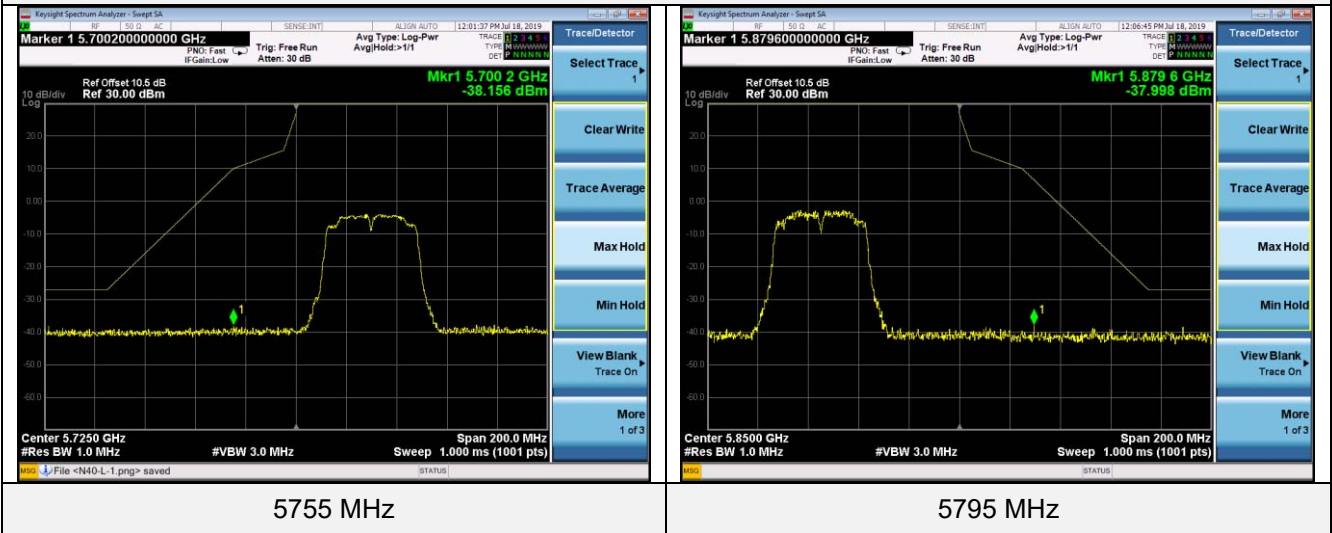 Keysight Spectrum Analyzer - Swept SA
RF 50 Ω AC SENSE:INT ALIGN AUTO 12:01:37 PM Jul 18, 2019
Marker 1 5.700200000000 GHz
PNO: Fast
IFGain:Low
Trig: Free Run
Atten: 30 dB
Avg Type: Log-Pwr
Avg|Hold:>1/1
TRACE 1 2 3 4 5 6
TYPE M W W W W W
DET P N N N N N
Ref Offset 10.5 dB
Ref 30.00 dBm
10 dB/div
Log
Mkr1 5.700 2 GHz
-38.156 dBm
20.0
10.0
0.00
-10.0
-20.0
-30.0
-40.0
-50.0
-60.0
1
Center 5.7250 GHz
Span 200.0 MHz
#Res BW 1.0 MHz
#VBW 3.0 MHz
Sweep 1.000 ms (1001 pts)
MSG File <N40-L-1.png> saved
STATUS
Trace/Detector
Select Trace
1
Clear Write
Trace Average
Max Hold
Min Hold
View Blank
Trace On
More
1 of 3
5755 MHz
Keysight Spectrum Analyzer - Swept SA
RF 50 Ω AC SENSE:INT ALIGN AUTO 12:06:45 PM Jul 18, 2019
Marker 1 5.879600000000 GHz
PNO: Fast
IFGain:Low
Trig: Free Run
Atten: 30 dB
Avg Type: Log-Pwr
Avg|Hold:>1/1
TRACE 1 2 3 4 5 6
TYPE M W W W W W
DET P N N N N N
Ref Offset 10.5 dB
Ref 30.00 dBm
10 dB/div
Log
Mkr1 5.879 6 GHz
-37.998 dBm
20.0
10.0
0.00
-10.0
-20.0
-30.0
-40.0
-50.0
-60.0
1
Center 5.8500 GHz
Span 200.0 MHz
#Res BW 1.0 MHz
#VBW 3.0 MHz
Sweep 1.000 ms (1001 pts)
MSG
STATUS
Trace/Detector
Select Trace
1
Clear Write
Trace Average
Max Hold
Min Hold
View Blank
Trace On
More
1 of 3
5795 MHz